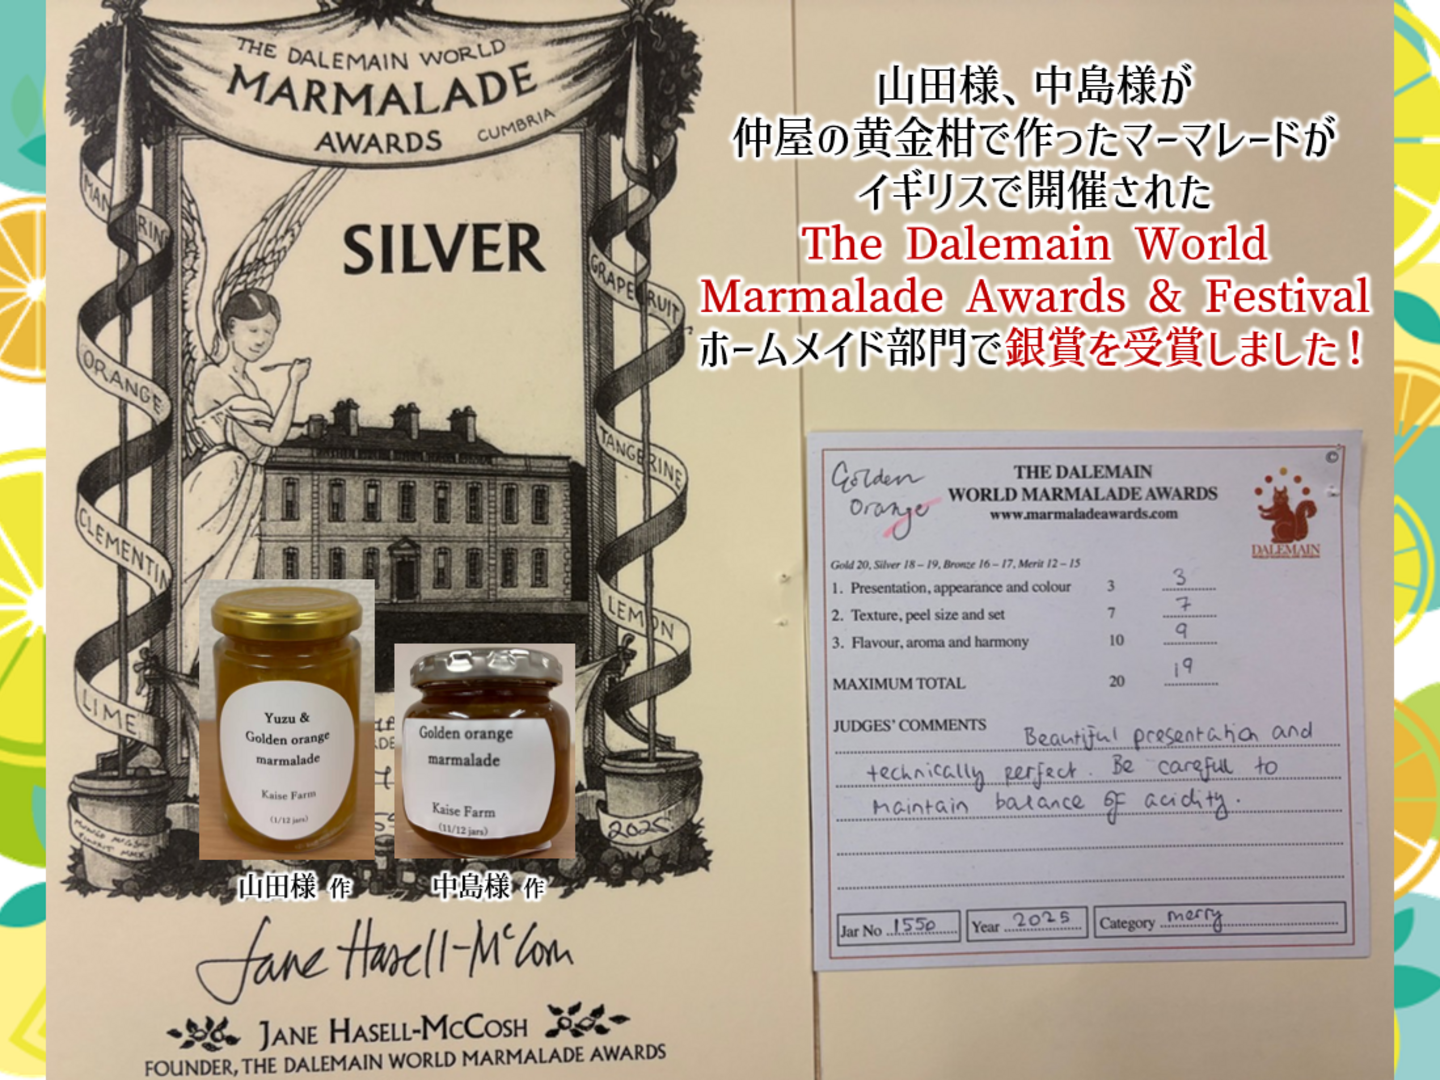 THE DALEMAIN WORLD
MARMALADE
AWARDS CUMBRIA
SILVER
MANDARIN
ORANGE
CLEMENTIN
LIME
GRAPEFRUIT
TANGERINE
LEMON
2025
Yuzu &
Golden orange
marmalade
Kaise Farm
(1/12 jars)
Golden orange
marmalade
Kaise Farm
(11/12 jars)
山田様 作
中島様 作
Jane Hasell-McCosh
JANE HASELL-MCCOSH
FOUNDER, THE DALEMAIN WORLD MARMALADE AWARDS
山田様、中島様が
仲屋の黄金柑で作ったマーマレードが
イギリスで開催された
The Dalemain World
Marmalade Awards & Festival
ホームメイド部門で銀賞を受賞しました！
Golden
Orange
THE DALEMAIN
WORLD MARMALADE AWARDS
www.marmaladeawards.com
©
DALEMAIN
WORLD MARMALADE AWARDS
Gold 20, Silver 18 – 19, Bronze 16 – 17, Merit 12 – 15
1. Presentation, appearance and colour 3 3
2. Texture, peel size and set 7 7
3. Flavour, aroma and harmony 10 9
MAXIMUM TOTAL 20 19
JUDGES' COMMENTS Beautiful presentation and
technically perfect. Be careful to
maintain balance of acidity.
Jar No 1550 Year 2025 Category merry